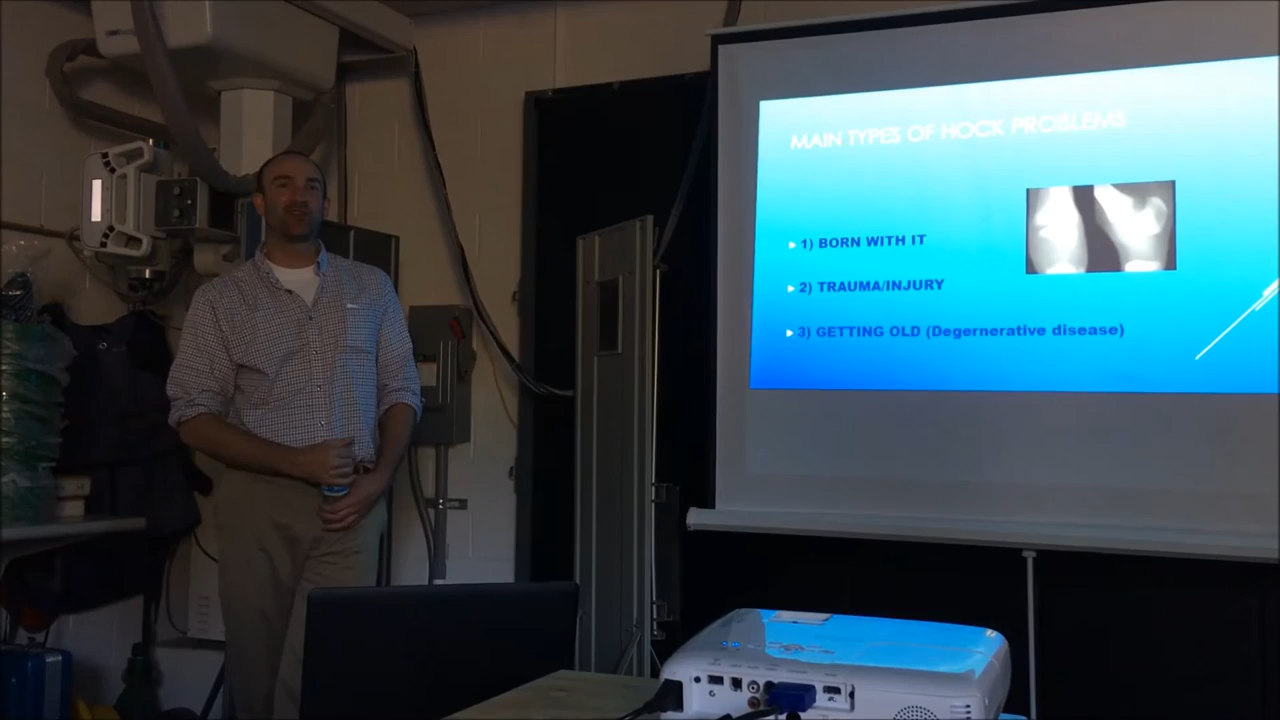 MAIN TYPES OF HOCK PROBLEMS
1) BORN WITH IT
2) TRAUMA/INJURY
3) GETTING OLD (Degernerative disease)